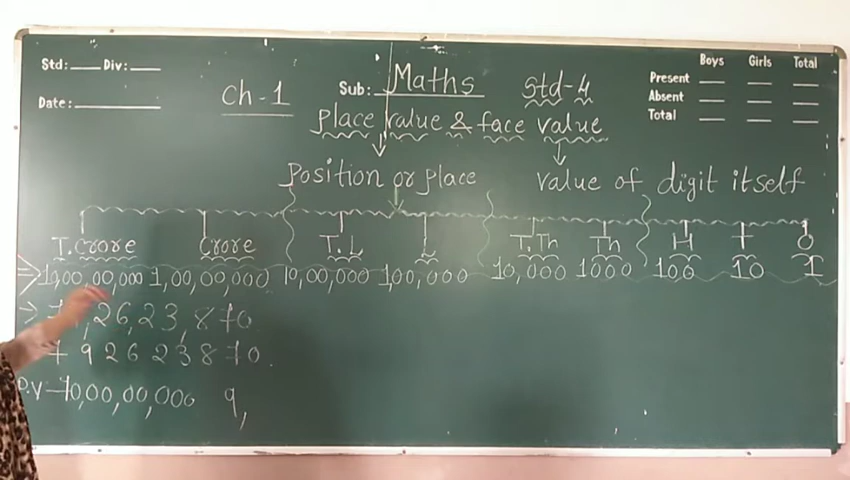 Std: ___ Div: ___
Date: ___
Ch-1
Sub: Maths
Std-4
Boys Girls Total
Present
Absent
Total
place value & face value
position or place
value of digit itself
T.Crore Crore T.L L T.Th Th H T O
10,00,00,000 1,00,00,000 10,00,000 1,00,000 10,000 1000 100 10 1
,26,23,870
7 9 2 6 2 3 8 7 0.
P.V - 70,00,00,000 9,